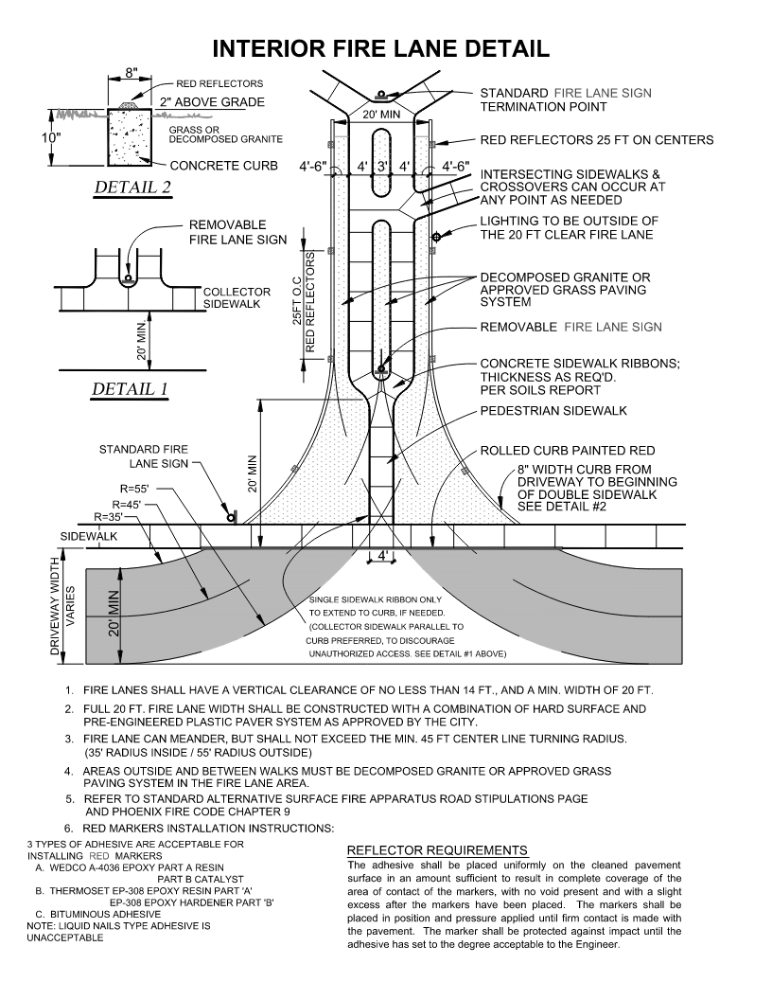 INTERIOR FIRE LANE DETAIL
8"
RED REFLECTORS
2" ABOVE GRADE
10"
GRASS OR
DECOMPOSED GRANITE
CONCRETE CURB
DETAIL 2
REMOVABLE
FIRE LANE SIGN
COLLECTOR
SIDEWALK
20' MIN.
DETAIL 1
20' MIN
4'-6"
4'
3'
4'
4'-6"
25FT O.C
RED REFLECTORS
STANDARD FIRE LANE SIGN
TERMINATION POINT
RED REFLECTORS 25 FT ON CENTERS
INTERSECTING SIDEWALKS &
CROSSOVERS CAN OCCUR AT
ANY POINT AS NEEDED
LIGHTING TO BE OUTSIDE OF
THE 20 FT CLEAR FIRE LANE
DECOMPOSED GRANITE OR
APPROVED GRASS PAVING
SYSTEM
REMOVABLE FIRE LANE SIGN
CONCRETE SIDEWALK RIBBONS;
THICKNESS AS REQ'D.
PER SOILS REPORT
PEDESTRIAN SIDEWALK
ROLLED CURB PAINTED RED
8" WIDTH CURB FROM
DRIVEWAY TO BEGINING
OF DOUBLE SIDEWALK
SEE DETAIL #2
STANDARD FIRE
LANE SIGN
20' MIN
R=55'
R=45'
R=35'
SIDEWALK
4'
DRIVEWAY WIDTH
VARIES
20' MIN
SINGLE SIDEWALK RIBBON ONLY
TO EXTEND TO CURB, IF NEEDED.
(COLLECTOR SIDEWALK PARALLEL TO
CURB PREFERRED, TO DISCOURAGE
UNAUTHORIZED ACCESS. SEE DETAIL #1 ABOVE)
1. FIRE LANES SHALL HAVE A VERTICAL CLEARANCE OF NO LESS THAN 14 FT., AND A MIN. WIDTH OF 20 FT.
2. FULL 20 FT. FIRE LANE WIDTH SHALL BE CONSTRUCTED WITH A COMBINATION OF HARD SURFACE AND
PRE-ENGINEERED PLASTIC PAVER SYSTEM AS APPROVED BY THE CITY.
3. FIRE LANE CAN MEANDER, BUT SHALL NOT EXCEED THE MIN. 45 FT CENTER LINE TURNING RADIUS.
(35' RADIUS INSIDE / 55' RADIUS OUTSIDE)
4. AREAS OUTSIDE AND BETWEEN WALKS MUST BE DECOMPOSED GRANITE OR APPROVED GRASS
PAVING SYSTEM IN THE FIRE LANE AREA.
5. REFER TO STANDARD ALTERNATIVE SURFACE FIRE APPARATUS ROAD STIPULATIONS PAGE
AND PHOENIX FIRE CODE CHAPTER 9
6. RED MARKERS INSTALLATION INSTRUCTIONS:
3 TYPES OF ADHESIVE ARE ACCEPTABLE FOR
INSTALLING RED MARKERS
A. WEDCO A-4036 EPOXY PART A RESIN
PART B CATALYST
B. THERMOSET EP-308 EPOXY RESIN PART 'A'
EP-308 EPOXY HARDENER PART 'B'
C. BITUMINOUS ADHESIVE
NOTE: LIQUID NAILS TYPE ADHESIVE IS
UNACCEPTABLE
REFLECTOR REQUIREMENTS
The adhesive shall be placed uniformly on the cleaned pavement
surface in an amount sufficient to result in complete coverage of the
area of contact of the markers, with no void present and with a slight
excess after the markers have been placed. The markers shall be
placed in position and pressure applied until firm contact is made with
the pavement. The marker shall be protected against impact until the
adhesive has set to the degree acceptable to the Engineer.